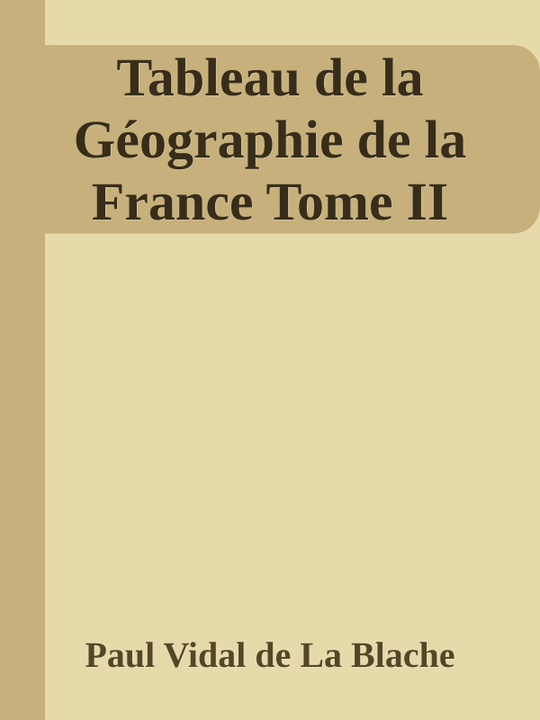 Tableau de la
Géographie de la
France Tome II
Paul Vidal de La Blache